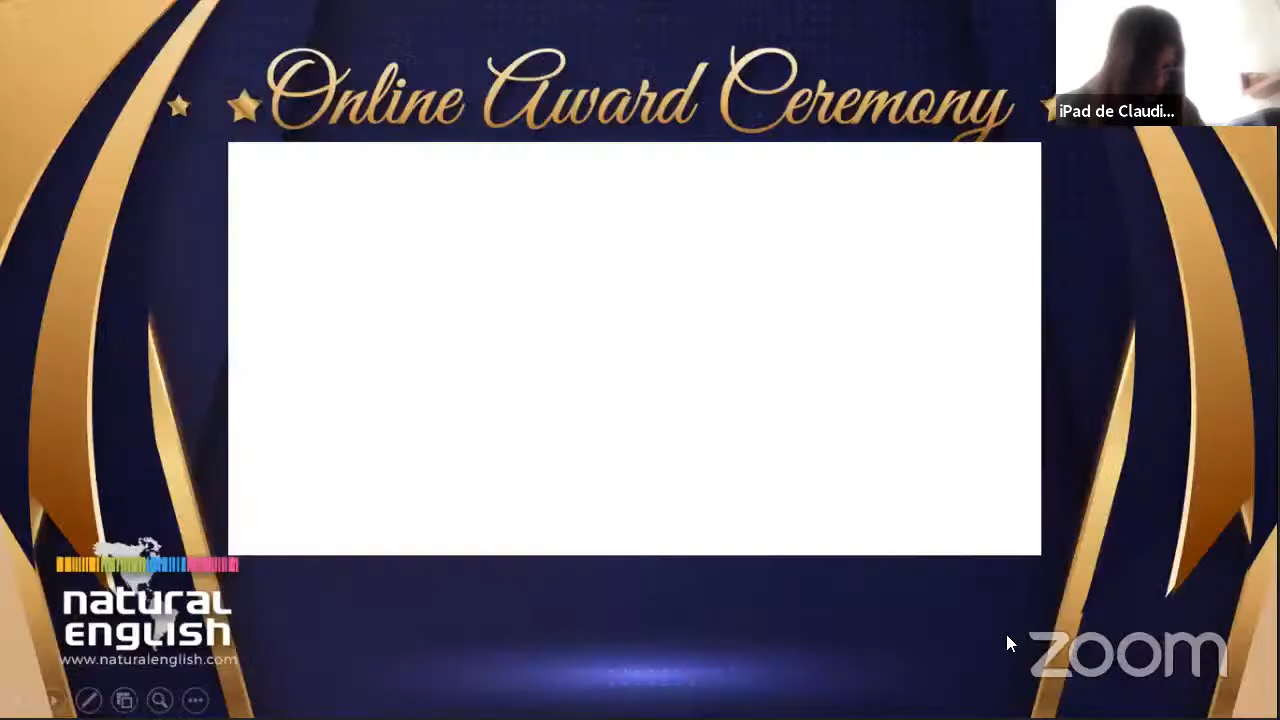 Online Award Ceremony
iPad de Claudi...
natural
english
www.naturalenglish.com
zoom